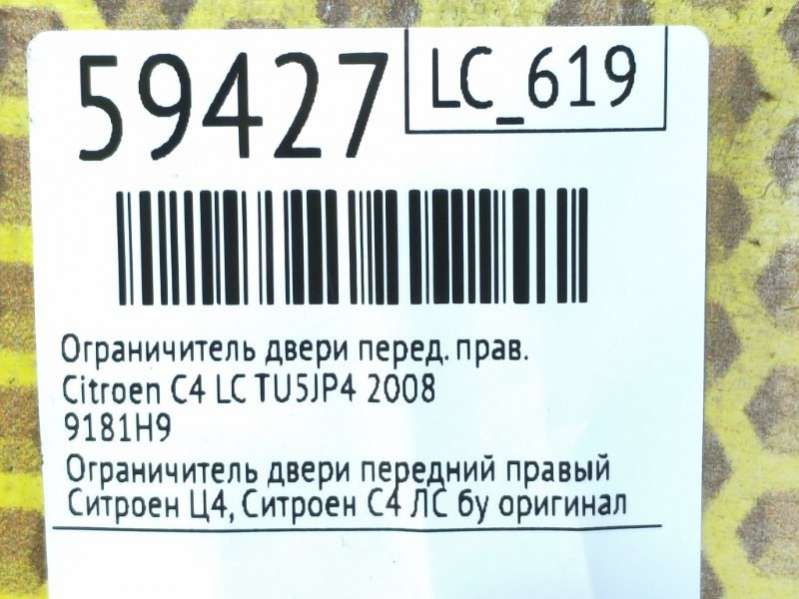 59427
LC_619
Ограничитель двери перед. прав.
Citroen C4 LC TU5JP4 2008
9181H9
Ограничитель двери передний правый
Ситроен Ц4, Ситроен С4 ЛС бу оригинал